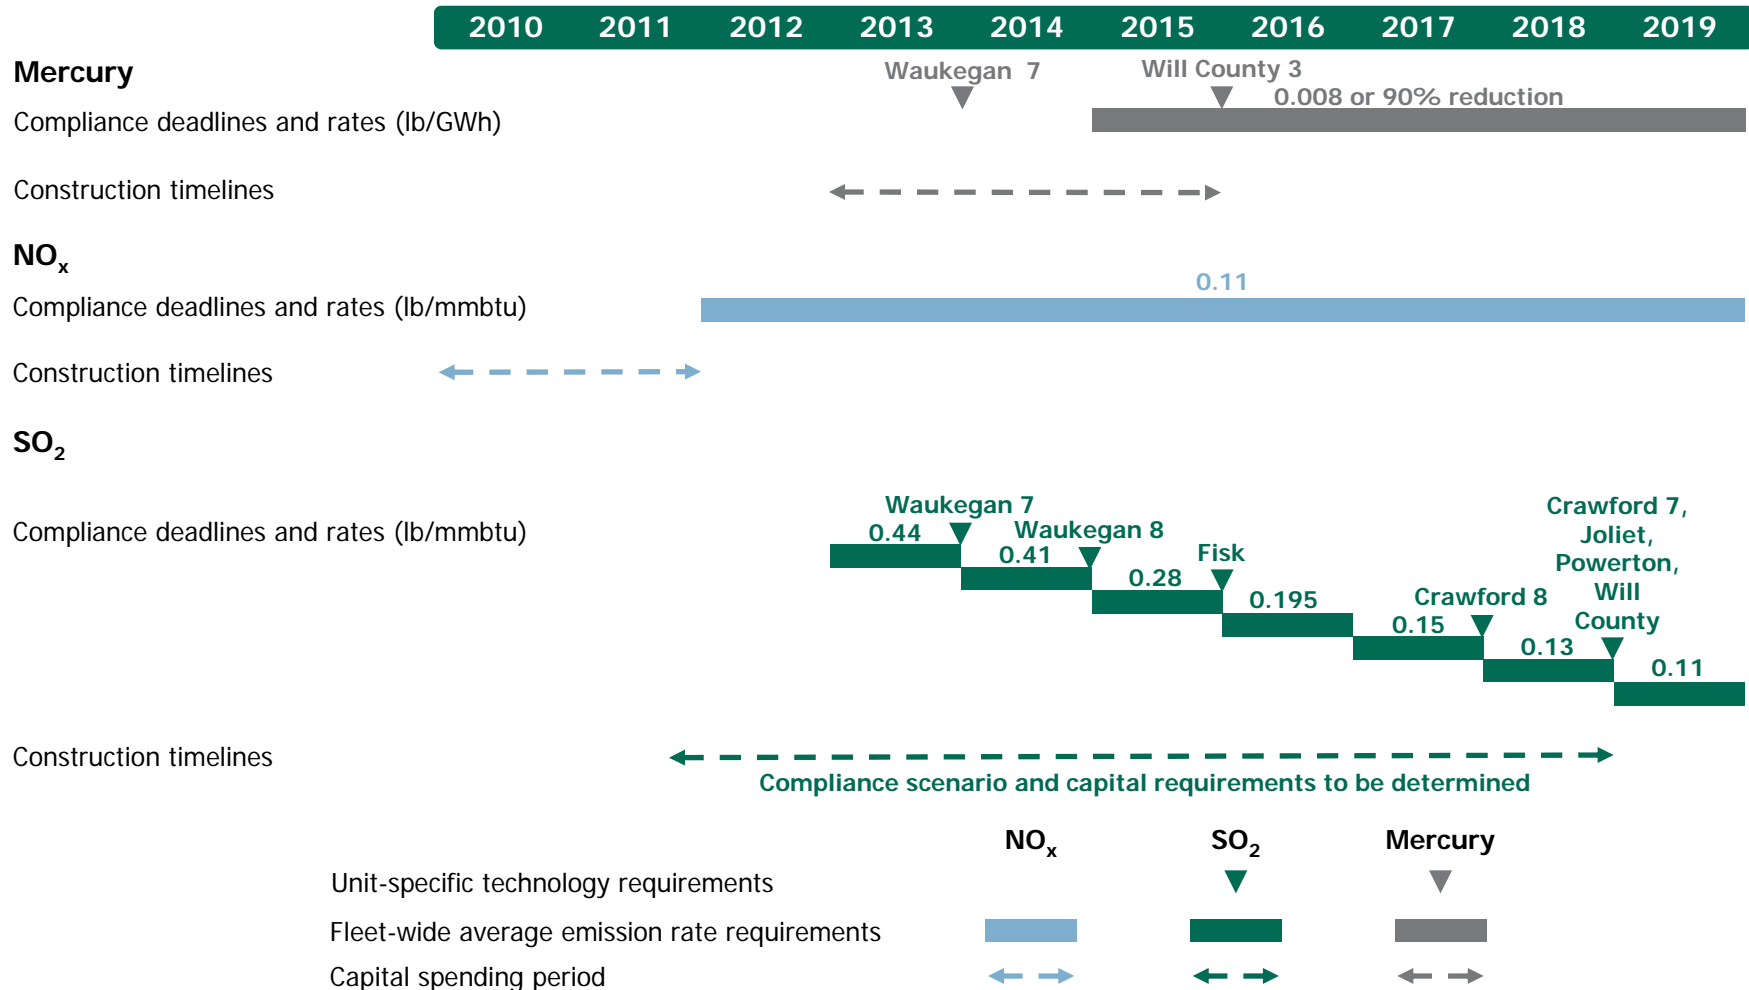 2010 2011 2012 2013 2014 2015 2016 2017 2018 2019
Mercury
Waukegan 7
Will County 3
0.008 or 90% reduction
Compliance deadlines and rates (lb/GWh)
Construction timelines
NOx
0.11
Compliance deadlines and rates (lb/mmbtu)
Construction timelines
SO2
Compliance deadlines and rates (lb/mmbtu)
Waukegan 7
0.44
Waukegan 8
0.41
Fisk
0.28
0.195
Crawford 8
0.15
Crawford 7,
Joliet,
Powerton,
Will
County
0.13
0.11
Construction timelines
Compliance scenario and capital requirements to be determined
NOx SO2 Mercury
Unit-specific technology requirements
Fleet-wide average emission rate requirements
Capital spending period